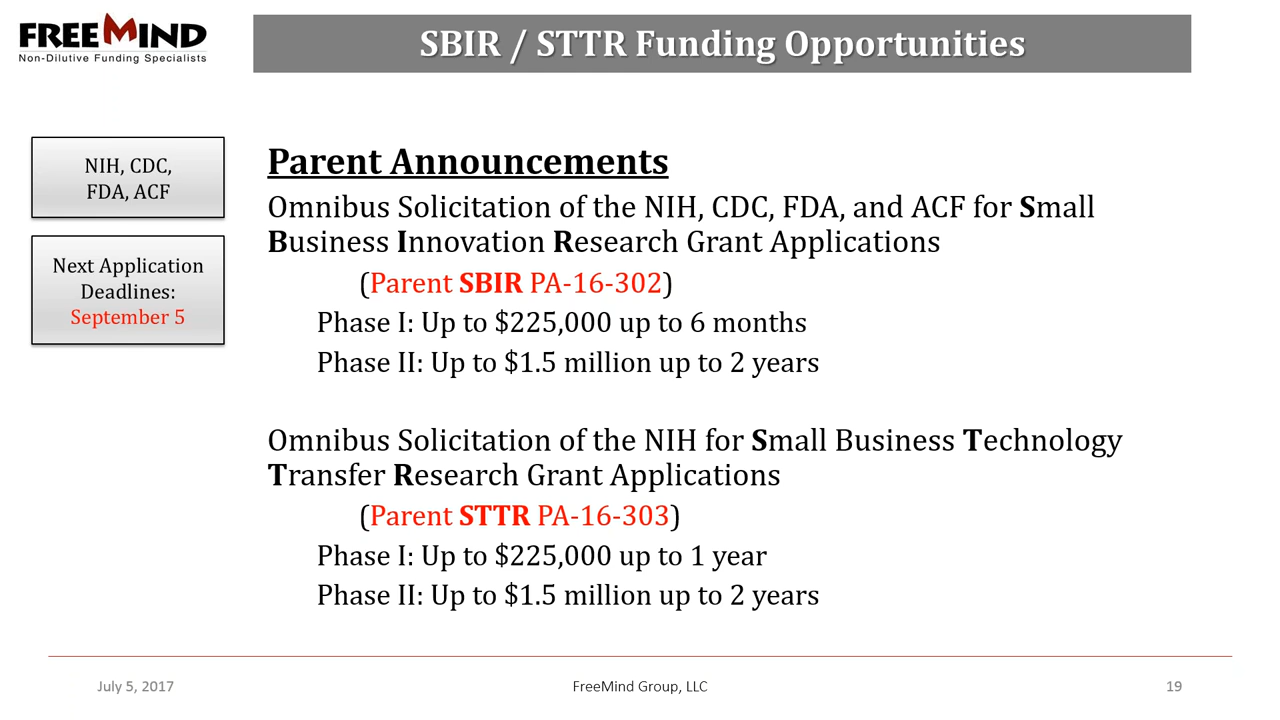 FREEMIND
Non-Dilutive Funding Specialists
SBIR / STTR Funding Opportunities
NIH, CDC,
FDA, ACF
Next Application
Deadlines:
September 5
Parent Announcements
Omnibus Solicitation of the NIH, CDC, FDA, and ACF for Small
Business Innovation Research Grant Applications
(Parent SBIR PA-16-302)
Phase I: Up to $225,000 up to 6 months
Phase II: Up to $1.5 million up to 2 years
Omnibus Solicitation of the NIH for Small Business Technology
Transfer Research Grant Applications
(Parent STTR PA-16-303)
Phase I: Up to $225,000 up to 1 year
Phase II: Up to $1.5 million up to 2 years
July 5, 2017
FreeMind Group, LLC
19